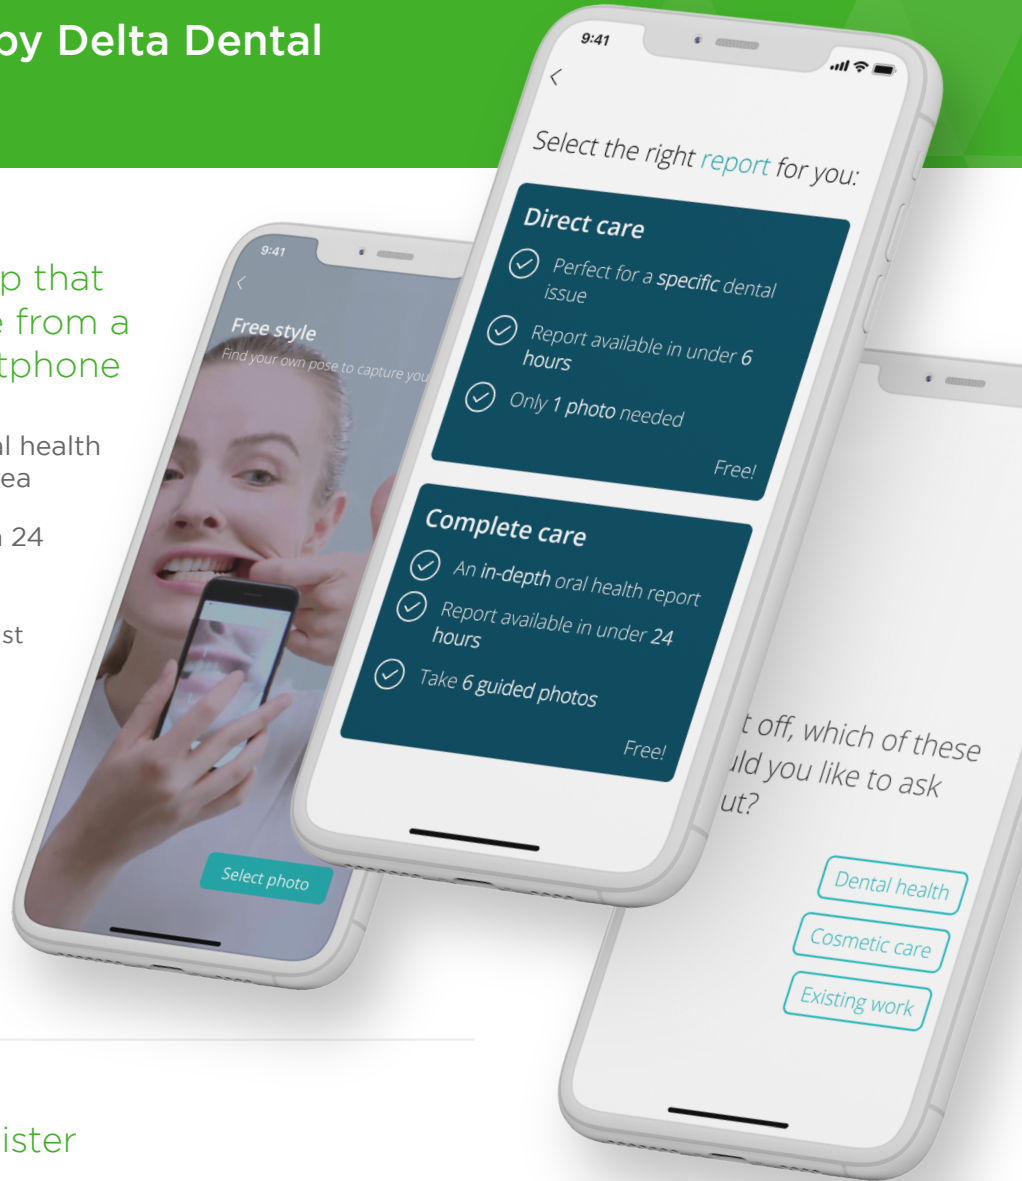 by Delta Dental
p that
e from a
tphone
al health
ea
24
st
ister
9:41
Free style
Find your own pose to capture you
Select photo
9:41
Select the right report for you:
Direct care
Perfect for a specific dental
issue
Report available in under 6
hours
Only 1 photo needed
Free!
Complete care
An in-depth oral health report
Report available in under 24
hours
Take 6 guided photos
Free!
t off, which of these
uld you like to ask
ut?
Dental health
Cosmetic care
Existing work